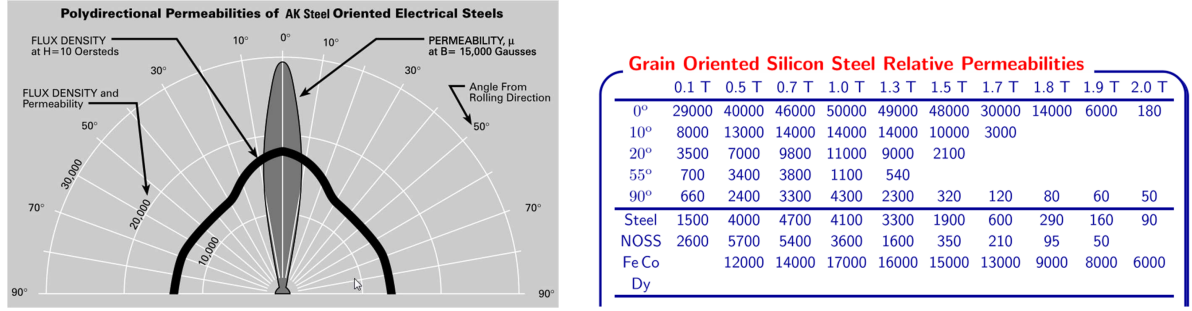 Polydirectional Permeabilities of AK Steel Oriented Electrical Steels
FLUX DENSITY
at H=10 Oersteds
10°
0°
10°
PERMEABILITY, μ
at B= 15,000 Gausses
30°
30°
FLUX DENSITY and
Permeability
Angle From
Rolling Direction
50°
50°
30,000
20,000
10,000
70°
70°
90°
90°
Grain Oriented Silicon Steel Relative Permeabilities
0.1 T 0.5 T 0.7 T 1.0 T 1.3 T 1.5 T 1.7 T 1.8 T 1.9 T 2.0 T
0º 29000 40000 46000 50000 49000 48000 30000 14000 6000 180
10º 8000 13000 14000 14000 14000 10000 3000
20º 3500 7000 9800 11000 9000 2100
55º 700 3400 3800 1100 540
90º 660 2400 3300 4300 2300 320 120 80 60 50
Steel 1500 4000 4700 4100 3300 1900 600 290 160 90
NOSS 2600 5700 5400 3600 1600 350 210 95 50
Fe Co 12000 14000 17000 16000 15000 13000 9000 8000 6000
Dy